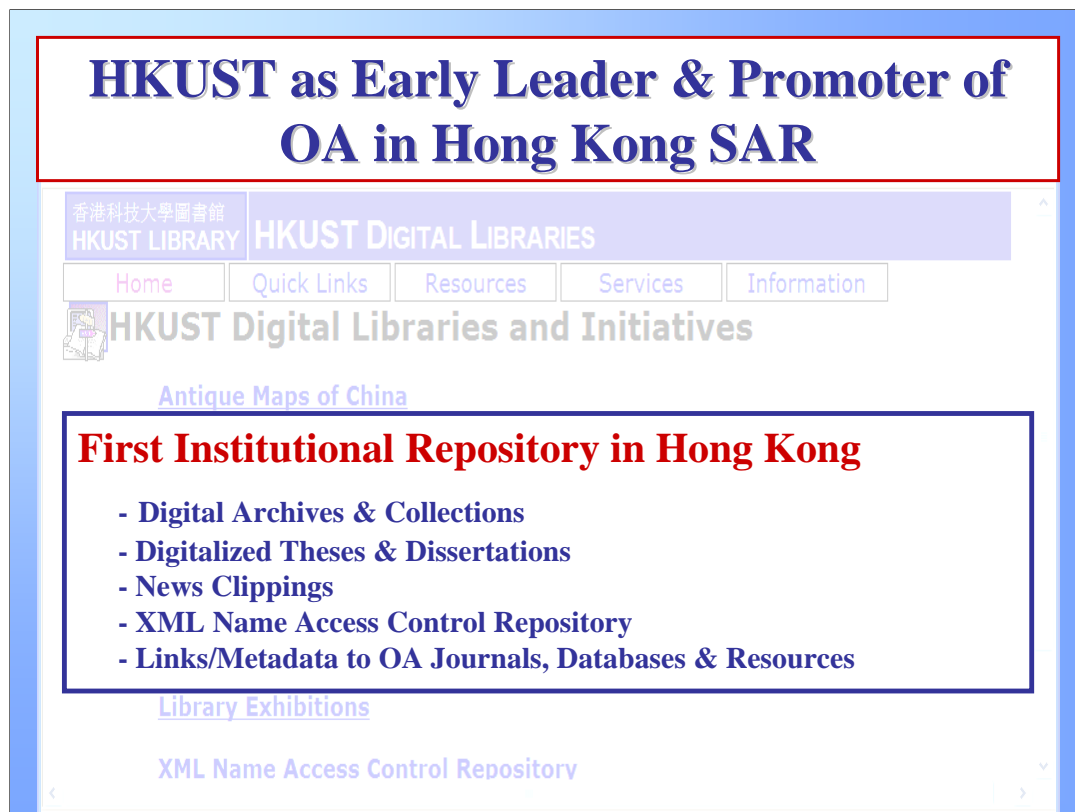 HKUST as Early Leader & Promoter of
OA in Hong Kong SAR
香港科技大學圖書館
HKUST LIBRARY HKUST DIGITAL LIBRARIES
Home Quick Links Resources Services Information
HKUST Digital Libraries and Initiatives
Antique Maps of China
First Institutional Repository in Hong Kong
- Digital Archives & Collections
- Digitalized Theses & Dissertations
- News Clippings
- XML Name Access Control Repository
- Links/Metadata to OA Journals, Databases & Resources
Library Exhibitions
XML Name Access Control Repository